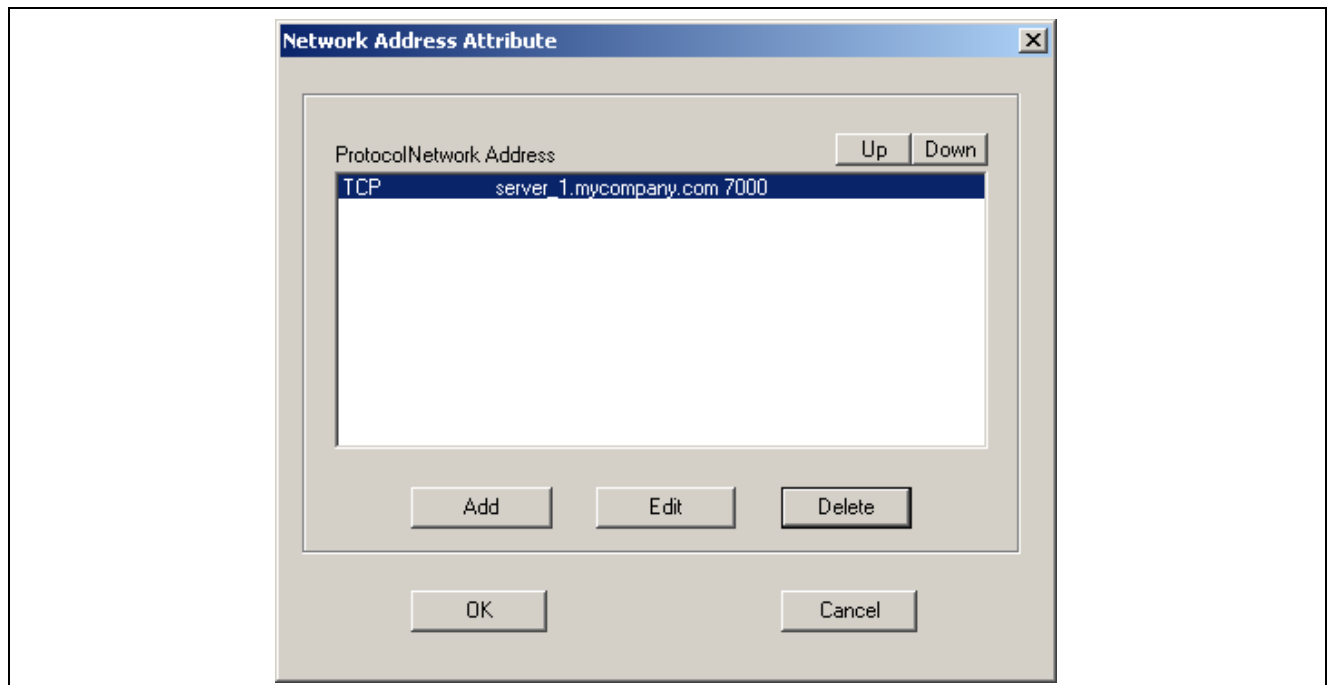 Network Address Attribute
Up Down
ProtocolNetwork Address
TCP server_1.mycompany.com 7000
Add Edit Delete
OK Cancel